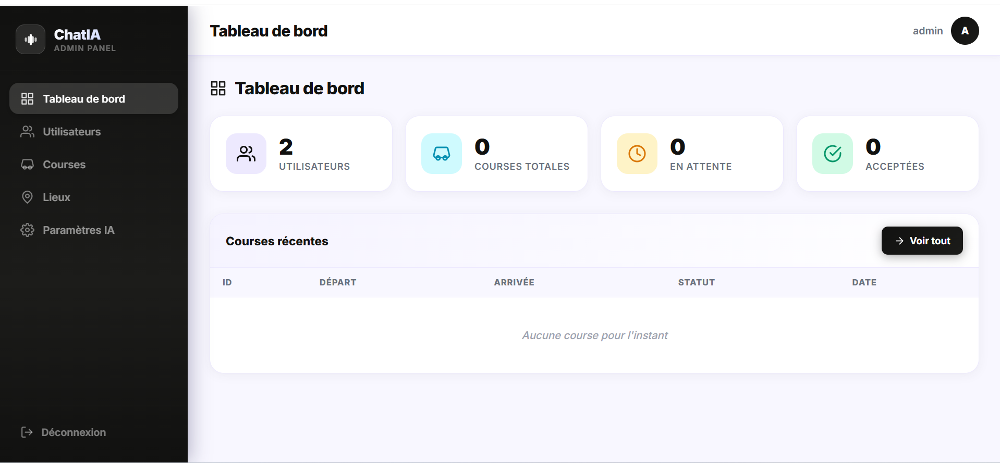 ChatIA
ADMIN PANEL
Tableau de bord
Utilisateurs
Courses
Lieux
Paramètres IA
Déconnexion
Tableau de bord
admin
A
Tableau de bord
2
UTILISATEURS
0
COURSES TOTALES
0
EN ATTENTE
0
ACCEPTÉES
Courses récentes
Voir tout
ID DÉPART ARRIVÉE STATUT DATE
Aucune course pour l'instant